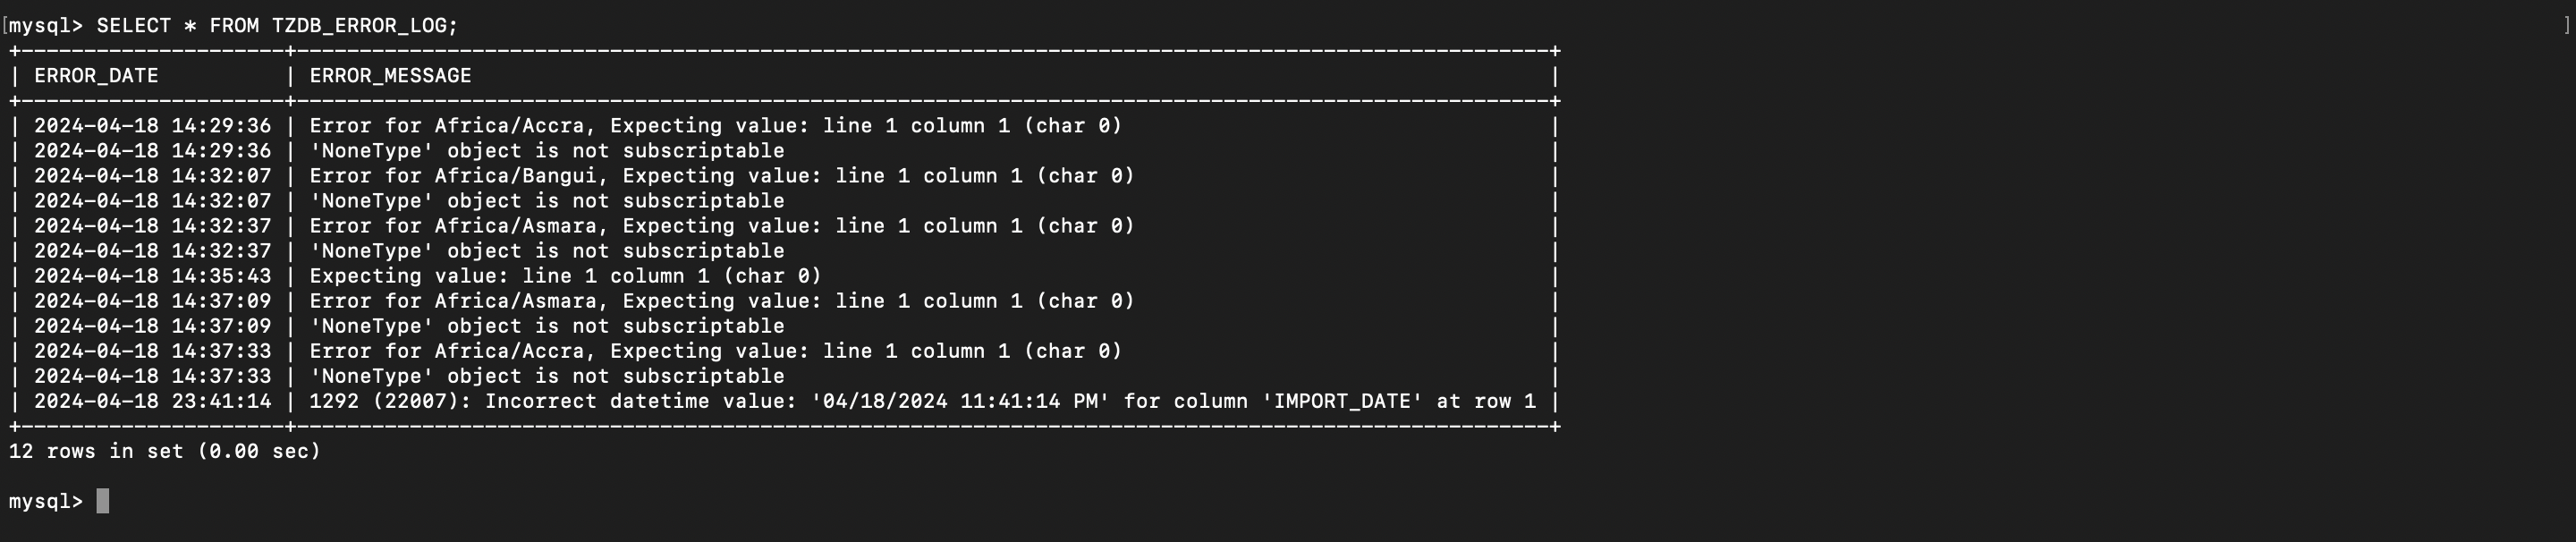 [mysql> SELECT * FROM TZDB_ERROR_LOG; ]
+---------------------+----------------------------------------------------------------------------------------------------+
| ERROR_DATE          | ERROR_MESSAGE                                                                                      |
+---------------------+----------------------------------------------------------------------------------------------------+
| 2024-04-18 14:29:36 | Error for Africa/Accra, Expecting value: line 1 column 1 (char 0)                                  |
| 2024-04-18 14:29:36 | 'NoneType' object is not subscriptable                                                             |
| 2024-04-18 14:32:07 | Error for Africa/Bangui, Expecting value: line 1 column 1 (char 0)                                 |
| 2024-04-18 14:32:07 | 'NoneType' object is not subscriptable                                                             |
| 2024-04-18 14:32:37 | Error for Africa/Asmara, Expecting value: line 1 column 1 (char 0)                                 |
| 2024-04-18 14:32:37 | 'NoneType' object is not subscriptable                                                             |
| 2024-04-18 14:35:43 | Expecting value: line 1 column 1 (char 0)                                                          |
| 2024-04-18 14:37:09 | Error for Africa/Asmara, Expecting value: line 1 column 1 (char 0)                                 |
| 2024-04-18 14:37:09 | 'NoneType' object is not subscriptable                                                             |
| 2024-04-18 14:37:33 | Error for Africa/Accra, Expecting value: line 1 column 1 (char 0)                                  |
| 2024-04-18 14:37:33 | 'NoneType' object is not subscriptable                                                             |
| 2024-04-18 23:41:14 | 1292 (22007): Incorrect datetime value: '04/18/2024 11:41:14 PM' for column 'IMPORT_DATE' at row 1 |
+---------------------+----------------------------------------------------------------------------------------------------+
12 rows in set (0.00 sec)
mysql>